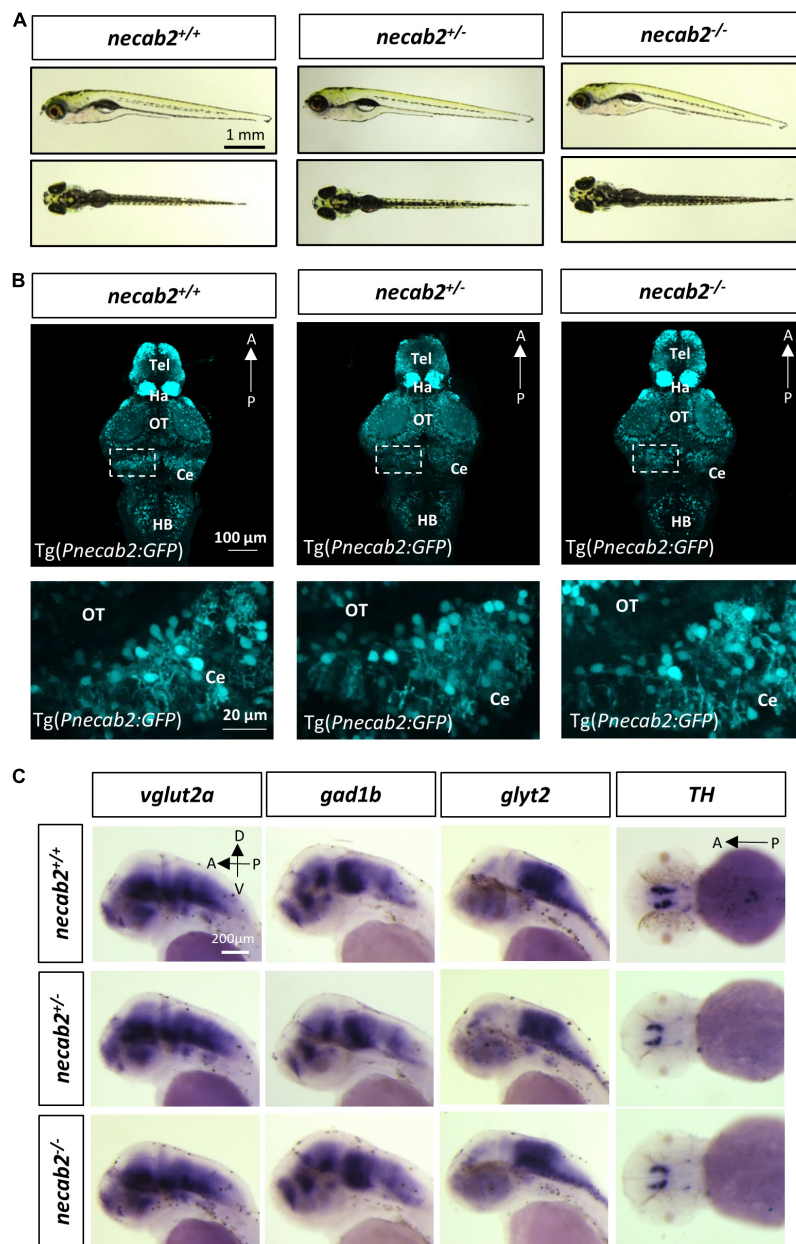 A
necab2+/+
necab2+/-
necab2-/-
1 mm
B
necab2+/+
necab2+/-
necab2-/-
Tel
Ha
OT
Ce
HB
A
P
100 µm
Tg(Pnecab2:GFP)
Tel
Ha
OT
Ce
HB
A
P
Tg(Pnecab2:GFP)
Tel
Ha
OT
Ce
HB
A
P
Tg(Pnecab2:GFP)
OT
Ce
Tg(Pnecab2:GFP)
20 µm
OT
Ce
Tg(Pnecab2:GFP)
OT
Ce
Tg(Pnecab2:GFP)
C
vglut2a
gad1b
glyt2
TH
necab2+/+
D
A P
V
200µm
A P
necab2+/-
necab2-/-